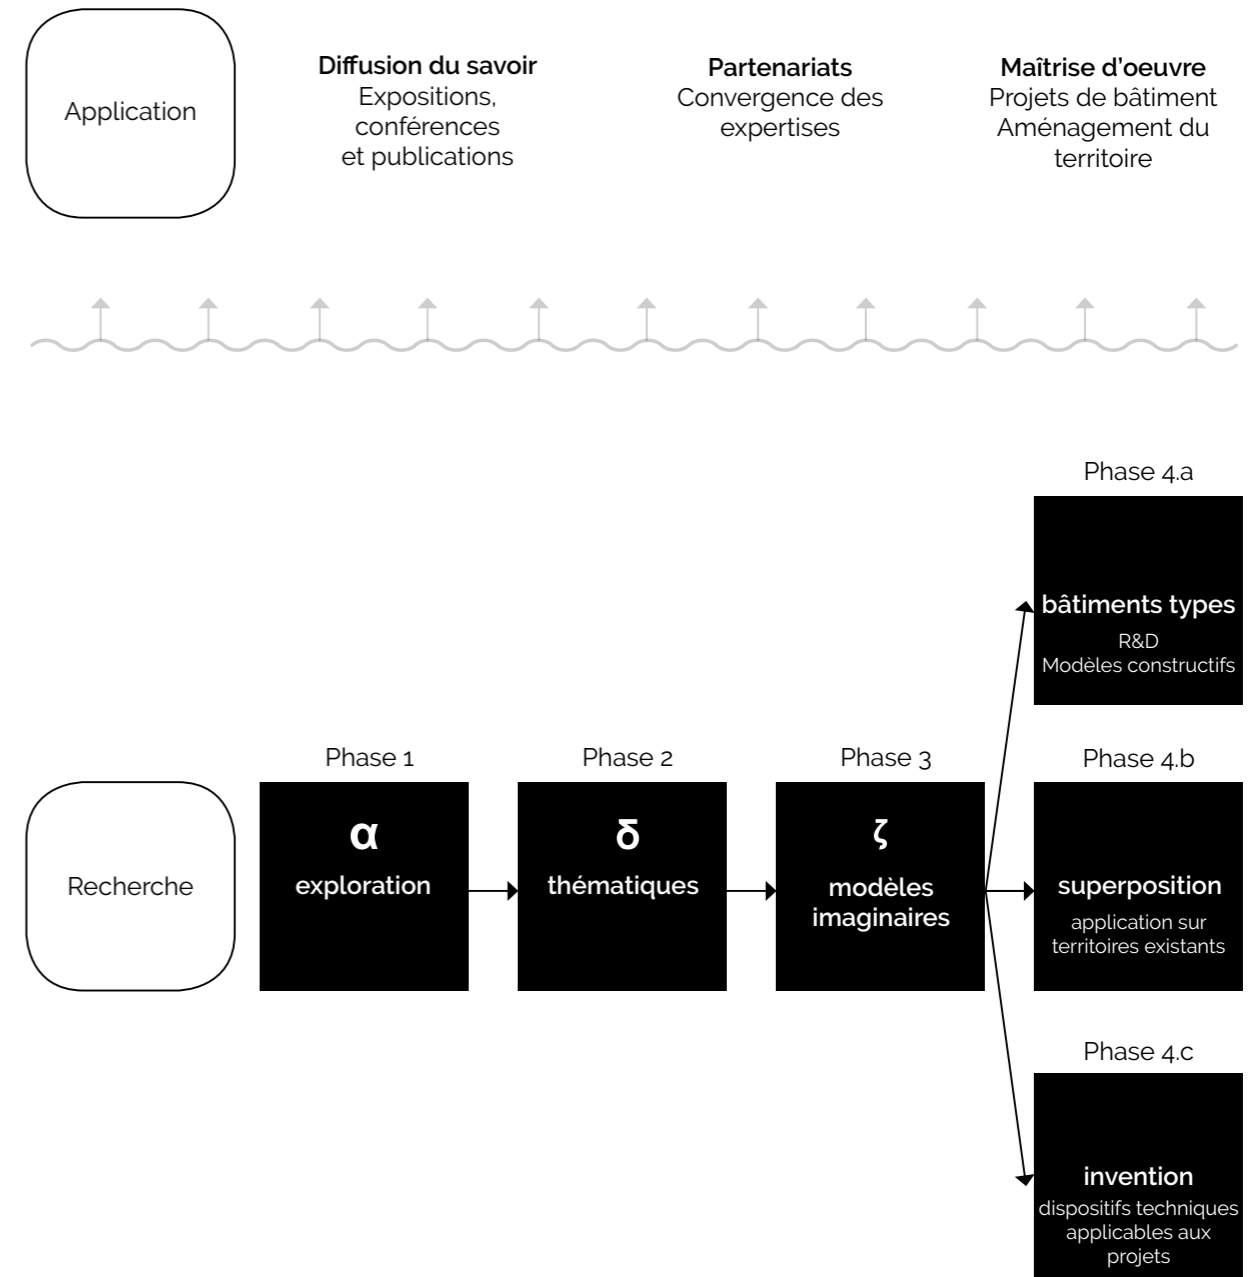 Application
Diffusion du savoir
Expositions,
conférences
et publications
Partenariats
Convergence des
expertises
Maîtrise d'oeuvre
Projets de bâtiment
Aménagement du
territoire
Recherche
Phase 1
α
exploration
Phase 2
δ
thématiques
Phase 3
ζ
modèles
imaginaires
Phase 4.a
bâtiments types
R&D
Modèles constructifs
Phase 4.b
superposition
application sur
territoires existants
Phase 4.c
invention
dispositifs techniques
applicables aux
projets